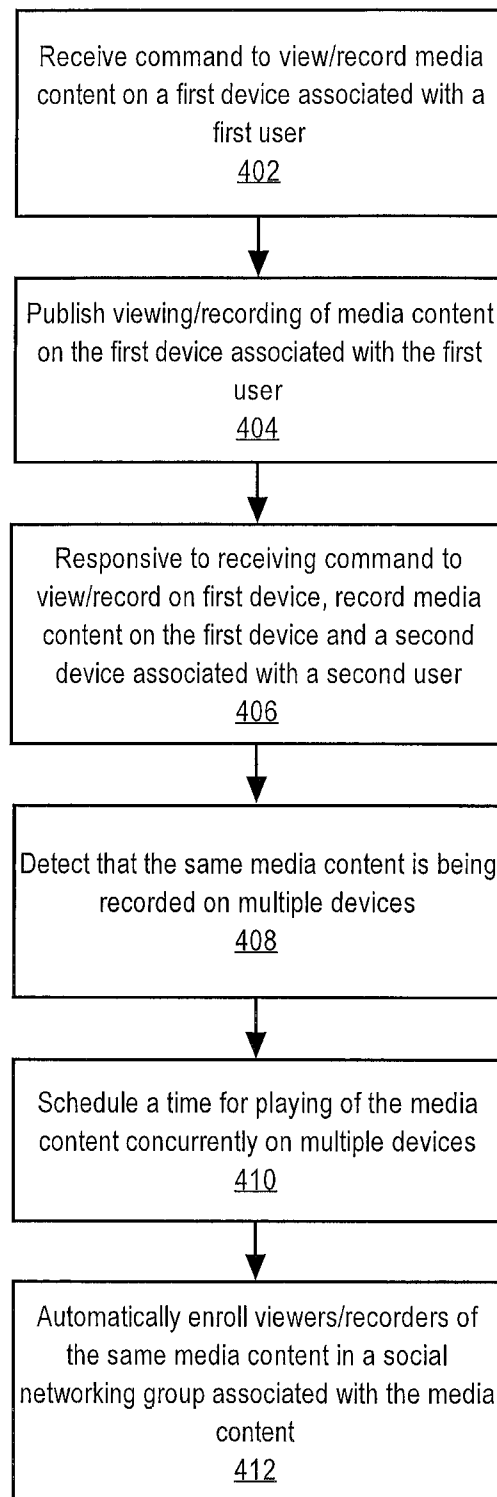 Receive command to view/record media
content on a first device associated with a
first user
402
Publish viewing/recording of media content
on the first device associated with the first
user
404
Responsive to receiving command to
view/record on first device, record media
content on the first device and a second
device associated with a second user
406
Detect that the same media content is being
recorded on multiple devices
408
Schedule a time for playing of the media
content concurrently on multiple devices
410
Automatically enroll viewers/recorders of
the same media content in a social
networking group associated with the media
content
412